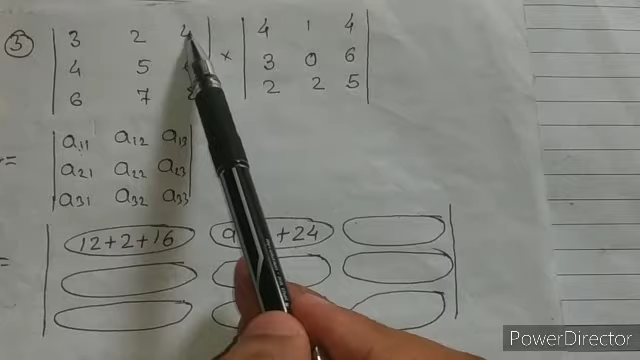 5 | 3 2 4 | × | 4 1 4 |
| 4 5 | | 3 0 6 |
| 6 7 | | 2 2 5 |
= | a11 a12 a13 |
| a21 a22 a23 |
| a31 a32 a33 |
= | 12+2+16 +24 |
PowerDirector